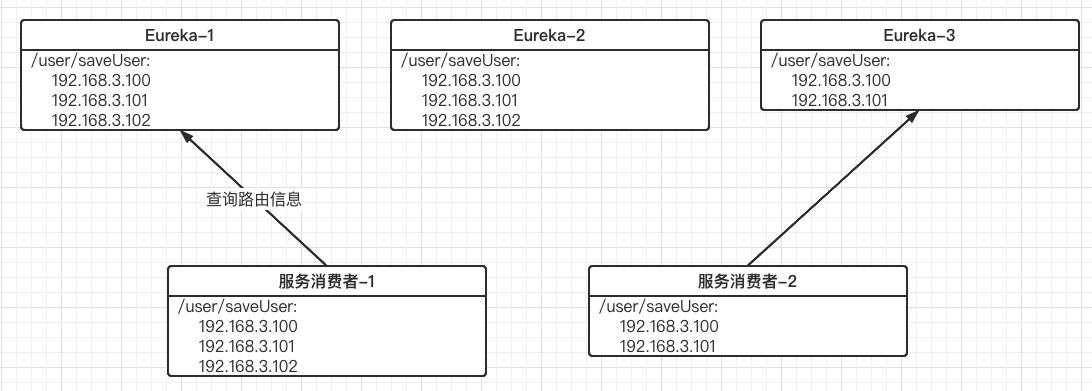 Eureka-1
/user/saveUser:
192.168.3.100
192.168.3.101
192.168.3.102
Eureka-2
/user/saveUser:
192.168.3.100
192.168.3.101
192.168.3.102
Eureka-3
/user/saveUser:
192.168.3.100
192.168.3.101
查询路由信息
服务消费者-1
/user/saveUser:
192.168.3.100
192.168.3.101
192.168.3.102
服务消费者-2
/user/saveUser:
192.168.3.100
192.168.3.101